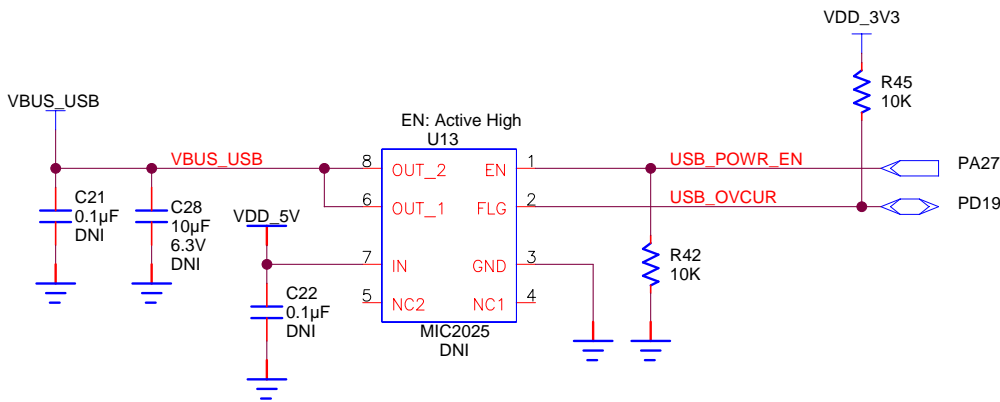 VDD_3V3
R45
10K
VBUS_USB
EN: Active High
U13
VBUS_USB
8
OUT_2
EN
1
USB_POWR_EN
PA27
C21
0.1µF
DNI
C28
10µF
6.3V
DNI
VDD_5V
6
OUT_1
FLG
2
USB_OVCUR
PD19
7
IN
GND
3
R42
10K
C22
0.1µF
DNI
5
NC2
NC1
4
MIC2025
DNI